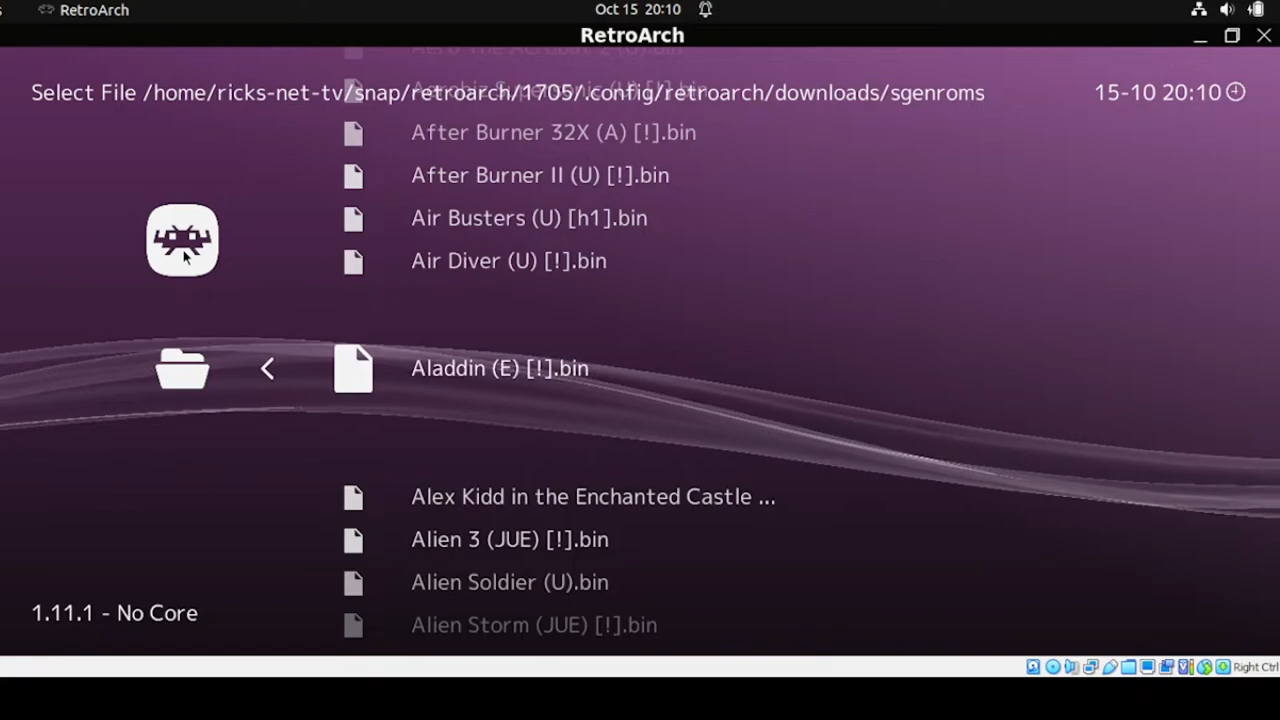 RetroArch
Oct 15 20:10
RetroArch
Select File /home/ricks-net-tv/snap/retroarch/1705/.config/retroarch/downloads/sgenroms
15-10 20:10
After Burner 32X (A) [!].bin
After Burner II (U) [!].bin
Air Busters (U) [h1].bin
Air Diver (U) [!].bin
Aladdin (E) [!].bin
Alex Kidd in the Enchanted Castle ...
Alien 3 (JUE) [!].bin
Alien Soldier (U).bin
Alien Storm (JUE) [!].bin
1.11.1 - No Core
Right Ctrl